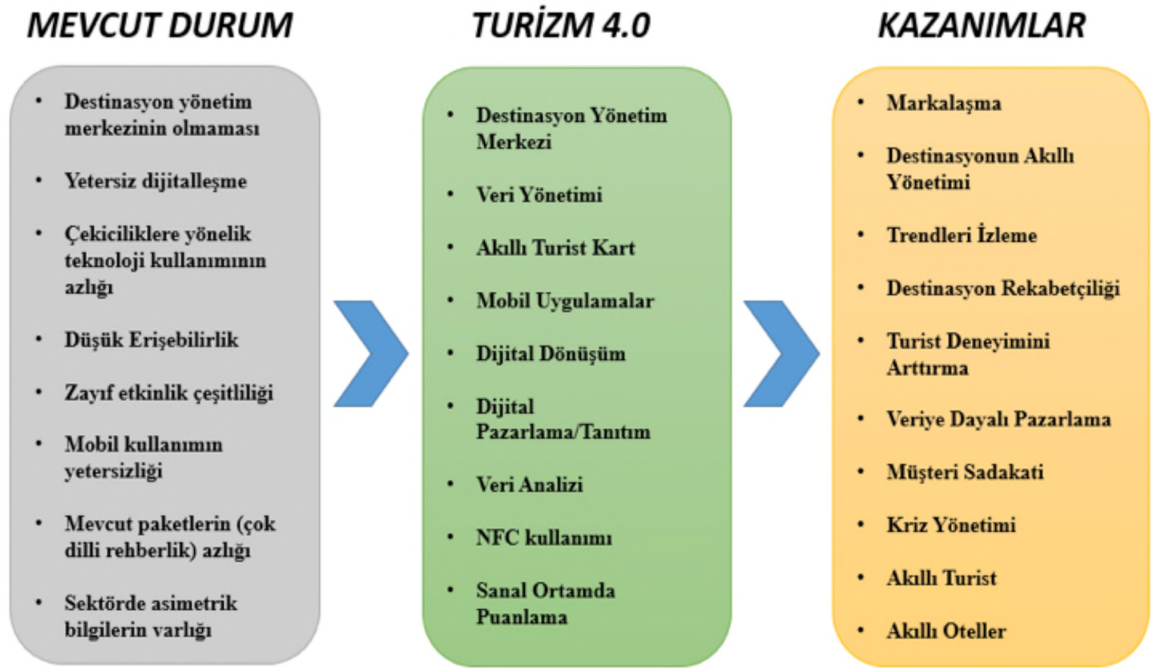 MEVCUT DURUM
• Destinasyon yönetim
merkezinin olmaması
• Yetersiz dijitalleşme
• Çekiciliklere yönelik
teknoloji kullanımının
azlığı
• Düşük Erişebilirlik
• Zayıf etkinlik çeşitliliği
• Mobil kullanımın
yetersizliği
• Mevcut paketlerin (çok
dilli rehberlik) azlığı
• Sektörde asimetrik
bilgilerin varlığı
TURİZM 4.0
• Destinasyon Yönetim
Merkezi
• Veri Yönetimi
• Akıllı Turist Kart
• Mobil Uygulamalar
• Dijital Dönüşüm
• Dijital
Pazarlama/Tanıtım
• Veri Analizi
• NFC kullanımı
• Sanal Ortamda
Puanlama
KAZANIMLAR
• Markalaşma
• Destinasyonun Akıllı
Yönetimi
• Trendleri İzleme
• Destinasyon Rekabetçiliği
• Turist Deneyimini
Arttırma
• Veriye Dayalı Pazarlama
• Müşteri Sadakati
• Kriz Yönetimi
• Akıllı Turist
• Akıllı Oteller